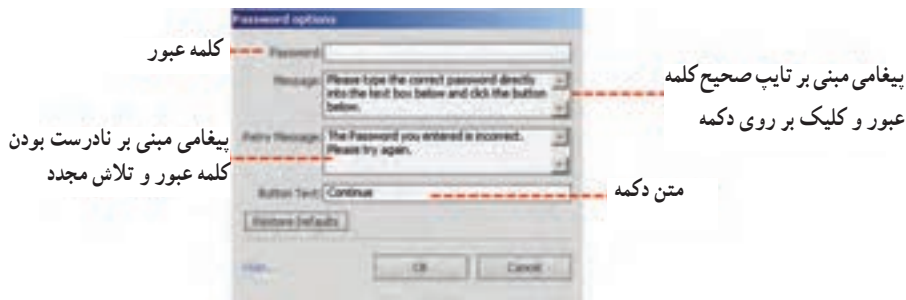 Password options
کلمه عبور
Password
Message
Please type the correct password directly
into the text box below and click the button
below.
پیغامی مبنی بر تایپ صحیح کلمه
عبور و کلیک بر روی دکمه
Retry Message
The Password you entered is incorrect.
Please try again.
پیغامی مبنی بر نادرست بودن
کلمه عبور و تلاش مجدد
Button Text
Continue
متن دکمه
Restore Defaults
OK
Cancel